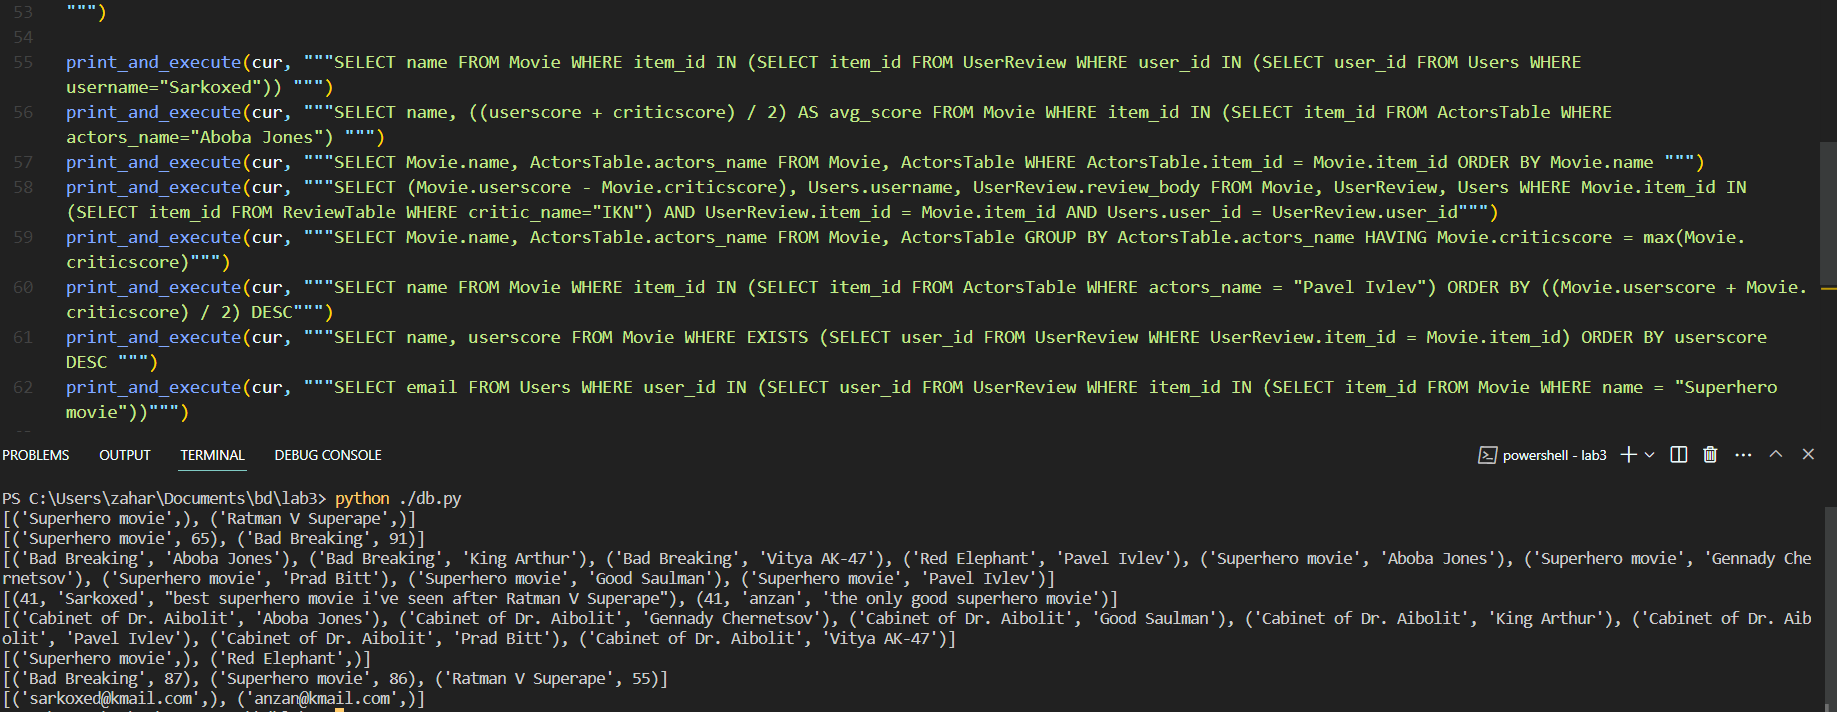 53 """)
54
55 print_and_execute(cur, """SELECT name FROM Movie WHERE item_id IN (SELECT item_id FROM UserReview WHERE user_id IN (SELECT user_id FROM Users WHERE
username="Sarkoxed")) """)
56 print_and_execute(cur, """SELECT name, ((userscore + criticscore) / 2) AS avg_score FROM Movie WHERE item_id IN (SELECT item_id FROM ActorsTable WHERE
actors_name="Aboba Jones") """)
57 print_and_execute(cur, """SELECT Movie.name, ActorsTable.actors_name FROM Movie, ActorsTable WHERE ActorsTable.item_id = Movie.item_id ORDER BY Movie.name """)
58 print_and_execute(cur, """SELECT (Movie.userscore - Movie.criticscore), Users.username, UserReview.review_body FROM Movie, UserReview, Users WHERE Movie.item_id IN
(SELECT item_id FROM ReviewTable WHERE critic_name="IKN") AND UserReview.item_id = Movie.item_id AND Users.user_id = UserReview.user_id""")
59 print_and_execute(cur, """SELECT Movie.name, ActorsTable.actors_name FROM Movie, ActorsTable GROUP BY ActorsTable.actors_name HAVING Movie.criticscore = max(Movie.
criticscore)""")
60 print_and_execute(cur, """SELECT name FROM Movie WHERE item_id IN (SELECT item_id FROM ActorsTable WHERE actors_name = "Pavel Ivlev") ORDER BY ((Movie.userscore + Movie.
criticscore) / 2) DESC""")
61 print_and_execute(cur, """SELECT name, userscore FROM Movie WHERE EXISTS (SELECT user_id FROM UserReview WHERE UserReview.item_id = Movie.item_id) ORDER BY userscore
DESC """)
62 print_and_execute(cur, """SELECT email FROM Users WHERE user_id IN (SELECT user_id FROM UserReview WHERE item_id IN (SELECT item_id FROM Movie WHERE name = "Superhero
movie"))""")
PROBLEMS OUTPUT TERMINAL DEBUG CONSOLE powershell - lab3
PS C:\Users\zahar\Documents\bd\lab3> python ./db.py
[('Superhero movie',), ('Ratman V Superape',)]
[('Superhero movie', 65), ('Bad Breaking', 91)]
[('Bad Breaking', 'Aboba Jones'), ('Bad Breaking', 'King Arthur'), ('Bad Breaking', 'Vitya AK-47'), ('Red Elephant', 'Pavel Ivlev'), ('Superhero movie', 'Aboba Jones'), ('Superhero movie', 'Gennady Che
rnetsov'), ('Superhero movie', 'Prad Bitt'), ('Superhero movie', 'Good Saulman'), ('Superhero movie', 'Pavel Ivlev')]
[(41, 'Sarkoxed', "best superhero movie i've seen after Ratman V Superape"), (41, 'anzan', 'the only good superhero movie')]
[('Cabinet of Dr. Aibolit', 'Aboba Jones'), ('Cabinet of Dr. Aibolit', 'Gennady Chernetsov'), ('Cabinet of Dr. Aibolit', 'Good Saulman'), ('Cabinet of Dr. Aibolit', 'King Arthur'), ('Cabinet of Dr. Aib
olit', 'Pavel Ivlev'), ('Cabinet of Dr. Aibolit', 'Prad Bitt'), ('Cabinet of Dr. Aibolit', 'Vitya AK-47')]
[('Superhero movie',), ('Red Elephant',)]
[('Bad Breaking', 87), ('Superhero movie', 86), ('Ratman V Superape', 55)]
[('sarkoxed@kmail.com',), ('anzan@kmail.com',)]